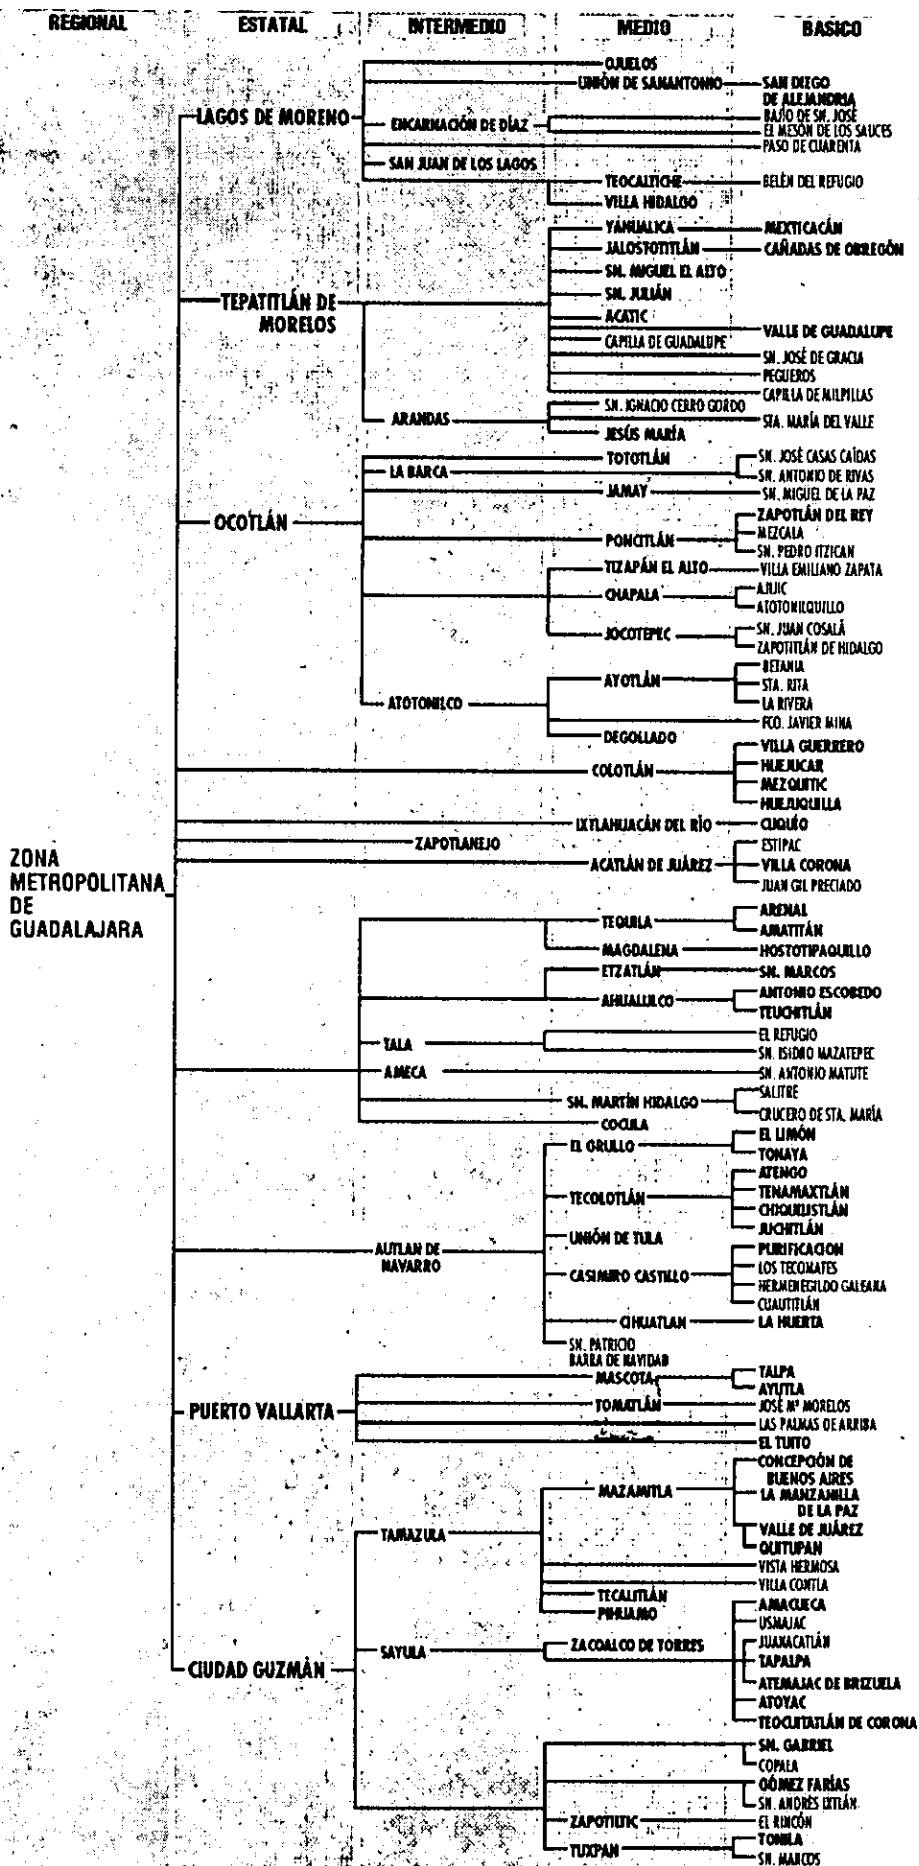 REGIONAL
ESTATAL
INTERMEDIO
MEDIO
BASICO
ZONA
METROPOLITANA
DE
GUADALAJARA
LAGOS DE MORENO
OJUELOS
UNIÓN DE SANANTONIO
SAN DIEGO
DE ALEJANDRIA
ENCARNACIÓN DE DÍAZ
BAJÍO DE SN. JOSÉ
EL MESÓN DE LOS SAUCES
PASO DE CUARENTA
SAN JUAN DE LOS LAGOS
TEOCALTICHE
BELÉN DEL REFUGIO
VILLA HIDALGO
TEPATITLÁN DE
MORELOS
YAHUALICA
MEXTICACÁN
JALOSTOTITLÁN
CAÑADAS DE OBREGÓN
SN. MIGUEL EL ALTO
SN. JULIÁN
ACATIC
VALLE DE GUADALUPE
CAPILLA DE GUADALUPE
SN. JOSÉ DE GRACIA
PEGUEROS
CAPILLA DE MILPILLAS
ARANDAS
SN. IGNACIO CERRO GORDO
STA. MARÍA DEL VALLE
JESÚS MARÍA
OCOTLÁN
TOTOTLÁN
LA BARCA
SN. JOSÉ CASAS CAÍDAS
SN. ANTONIO DE RIVAS
JAMAY
SN. MIGUEL DE LA PAZ
PONCITLÁN
ZAPOTLÁN DEL REY
MEZCALA
SN. PEDRO ITZICAN
TIZAPÁN EL ALTO
VILLA EMILIANO ZAPATA
CHAPALA
AJIJIC
ATOTONILQUILLO
JOCOTEPEC
SN. JUAN COSALÁ
ZAPOTITLÁN DE HIDALGO
ATOTONILCO
AYOTLÁN
BETANIA
STA. RITA
LA RIVERA
FCO. JAVIER MINA
DEGOLLADO
COLOTLÁN
VILLA GUERRERO
HUEJUCAR
MEZQUITIC
HUEJUQUILLA
IXTLAHUACÁN DEL RÍO
CUQUÍO
ZAPOTLANEJO
ACATLÁN DE JUÁREZ
ESTIPAC
VILLA CORONA
JUAN GIL PRECIADO
TEQUILA
ARENAL
AMATITÁN
MAGDALENA
HOSTOTIPAQUILLO
ETZATLÁN
SN. MARCOS
AHUALULCO
ANTONIO ESCOBEDO
TEUCHITLÁN
TALA
EL REFUGIO
SN. ISIDRO MAZATEPEC
AMECA
SN. ANTONIO MATUTE
SN. MARTÍN HIDALGO
SALITRE
CRUCERO DE STA. MARÍA
COCULA
AUTLAN DE
NAVARRO
EL GRULLO
EL LIMÓN
TONAYA
TECOLOTLÁN
ATENGO
TENAMAXTLÁN
CHIQUILISTLÁN
JUCHITLÁN
UNIÓN DE TULA
CASIMIRO CASTILLO
PURIFICACION
LOS TECOMATES
HERMENEGILDO GALEANA
CUAUTITLÁN
CIHUATLAN
LA HUERTA
SN. PATRICIO
BARRA DE NAVIDAD
PUERTO VALLARTA
MASCOTA
TALPA
AYUTLA
TOMATLÁN
JOSÉ Mª MORELOS
LAS PALMAS DE ARRIBA
EL TUITO
CIUDAD GUZMÁN
TAMAZULA
MAZAMITLA
CONCEPCIÓN DE
BUENOS AIRES
LA MANZANILLA
DE LA PAZ
VALLE DE JUÁREZ
QUITUPAN
VISTA HERMOSA
VILLA CONTLA
TECALITLÁN
PIHUAMO
SAYULA
ZACOALCO DE TORRES
AMACUECA
USMAJAC
JUANACATLÁN
TAPALPA
ATEMAJAC DE BRIZUELA
ATOYAC
TEOCUITATLÁN DE CORONA
SN. GABRIEL
COPALA
GÓMEZ FARÍAS
SN. ANDRES IXTLÁN
ZAPOTILTIC
EL RINCÓN
TUXPAN
TONILA
SN. MARCOS